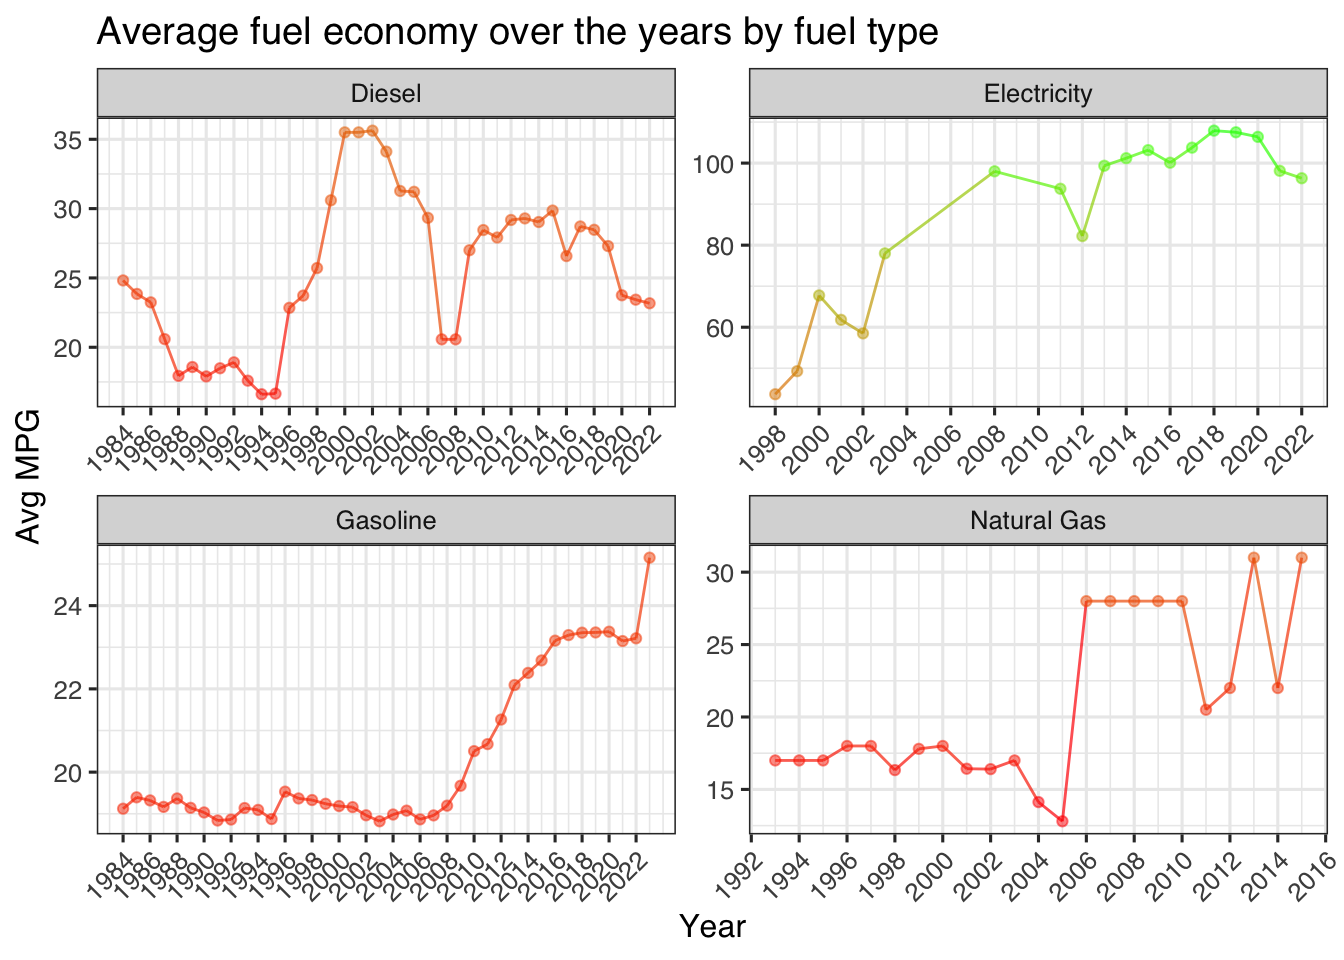 Average fuel economy over the years by fuel type
Diesel
Electricity
35
30
25
20
100
80
60
1984 1986 1988 1990 1992 1994 1996 1998 2000 2002 2004 2006 2008 2010 2012 2014 2016 2018 2020 2022
1998 2000 2002 2004 2006 2008 2010 2012 2014 2016 2018 2020 2022
Avg MPG
Gasoline
Natural Gas
24
22
20
30
25
20
15
1984 1986 1988 1990 1992 1994 1996 1998 2000 2002 2004 2006 2008 2010 2012 2014 2016 2018 2020 2022
1992 1994 1996 1998 2000 2002 2004 2006 2008 2010 2012 2014 2016
Year